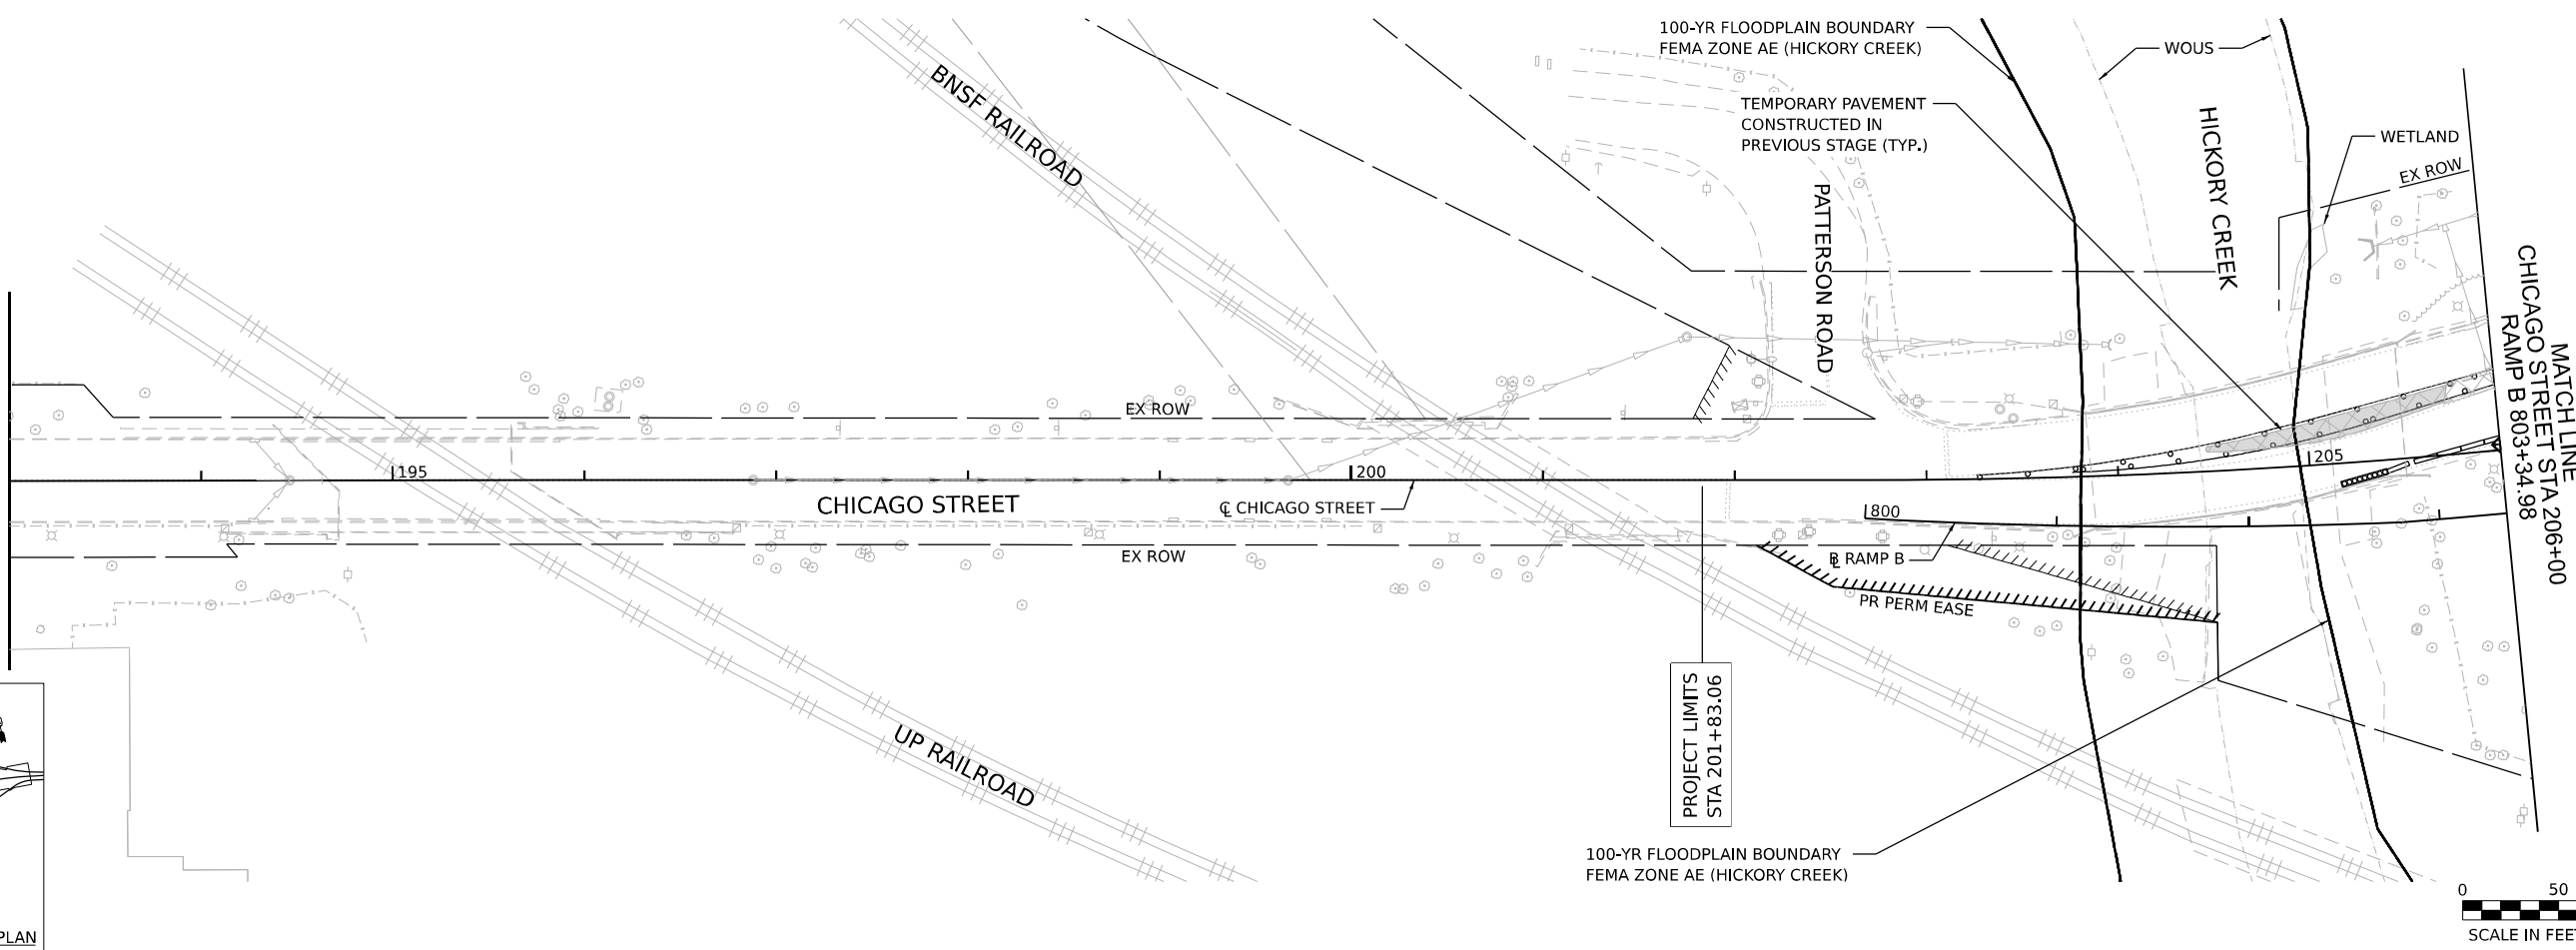 100-YR FLOODPLAIN BOUNDARY
FEMA ZONE AE (HICKORY CREEK)
WOUS
BNSF RAILROAD
TEMPORARY PAVEMENT
CONSTRUCTED IN
PREVIOUS STAGE (TYP.)
HICKORY CREEK
WETLAND
EX ROW
PATTERSON ROAD
MATCH LINE
CHICAGO STREET STA 206+00
RAMP B 803+34.98
EX ROW
195
200
205
CHICAGO STREET
℄ CHICAGO STREET
800
EX ROW
B RAMP B
PR PERM EASE
PROJECT LIMITS
STA 201+83.06
UP RAILROAD
100-YR FLOODPLAIN BOUNDARY
FEMA ZONE AE (HICKORY CREEK)
0 50
SCALE IN FEE
PLAN